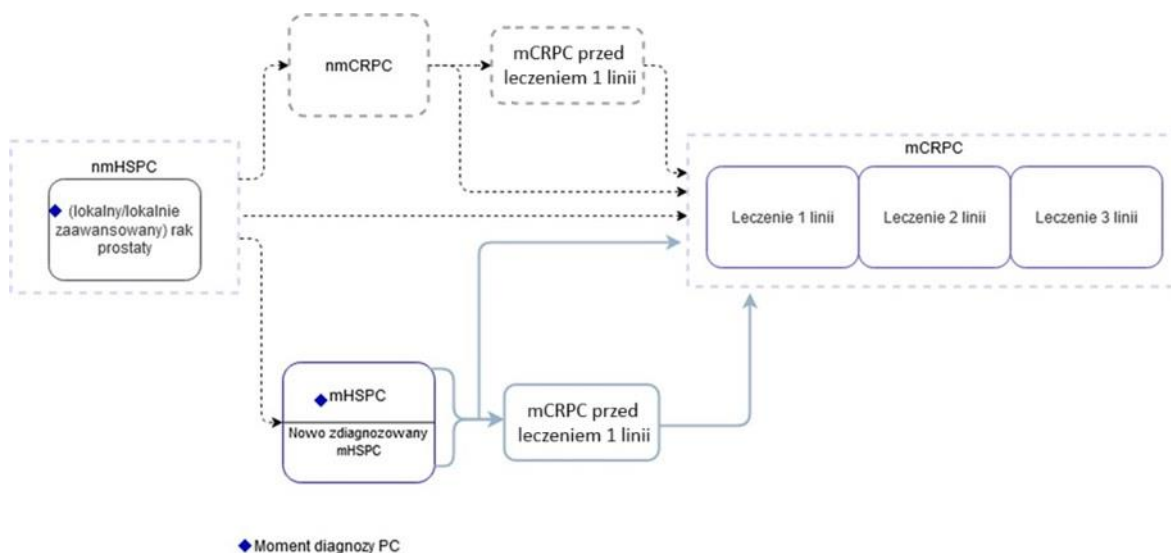 nmCRPC
mCRPC przed
leczeniem 1 linii
nmHSPC
(lokalny/lokalnie
zaawansowany) rak
prostaty
mCRPC
Leczenie 1 linii
Leczenie 2 linii
Leczenie 3 linii
mHSPC
Nowo zdiagnozowany
mHSPC
mCRPC przed
leczeniem 1 linii
Moment diagnozy PC